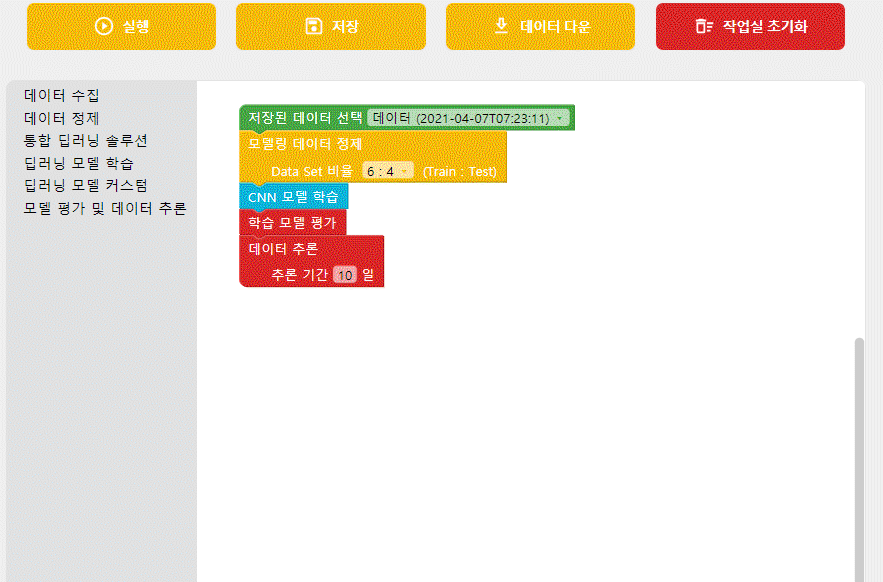 실행
저장
데이터 다운
작업실 초기화
데이터 수집
데이터 정제
통합 딥러닝 솔루션
딥러닝 모델 학습
딥러닝 모델 커스텀
모델 평가 및 데이터 추론
저장된 데이터 선택 데이터 (2021-04-07T07:23:11)
모델링 데이터 정제
Data Set 비율 6 : 4 (Train : Test)
CNN 모델 학습
학습 모델 평가
데이터 추론
추론 기간 10 일